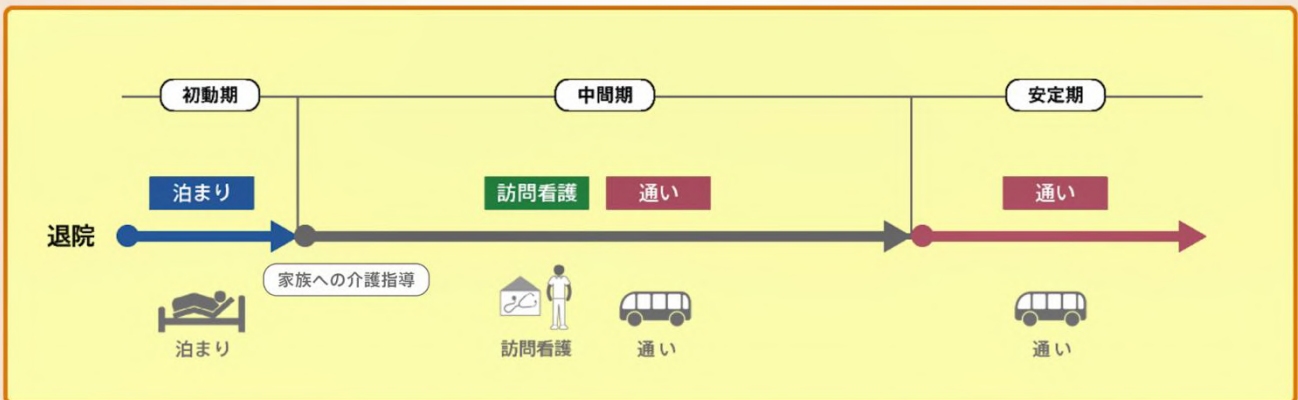 初動期
中間期
安定期
泊まり
訪問看護
通い
通い
退院
家族への介護指導
泊まり
訪問看護
通い
通い